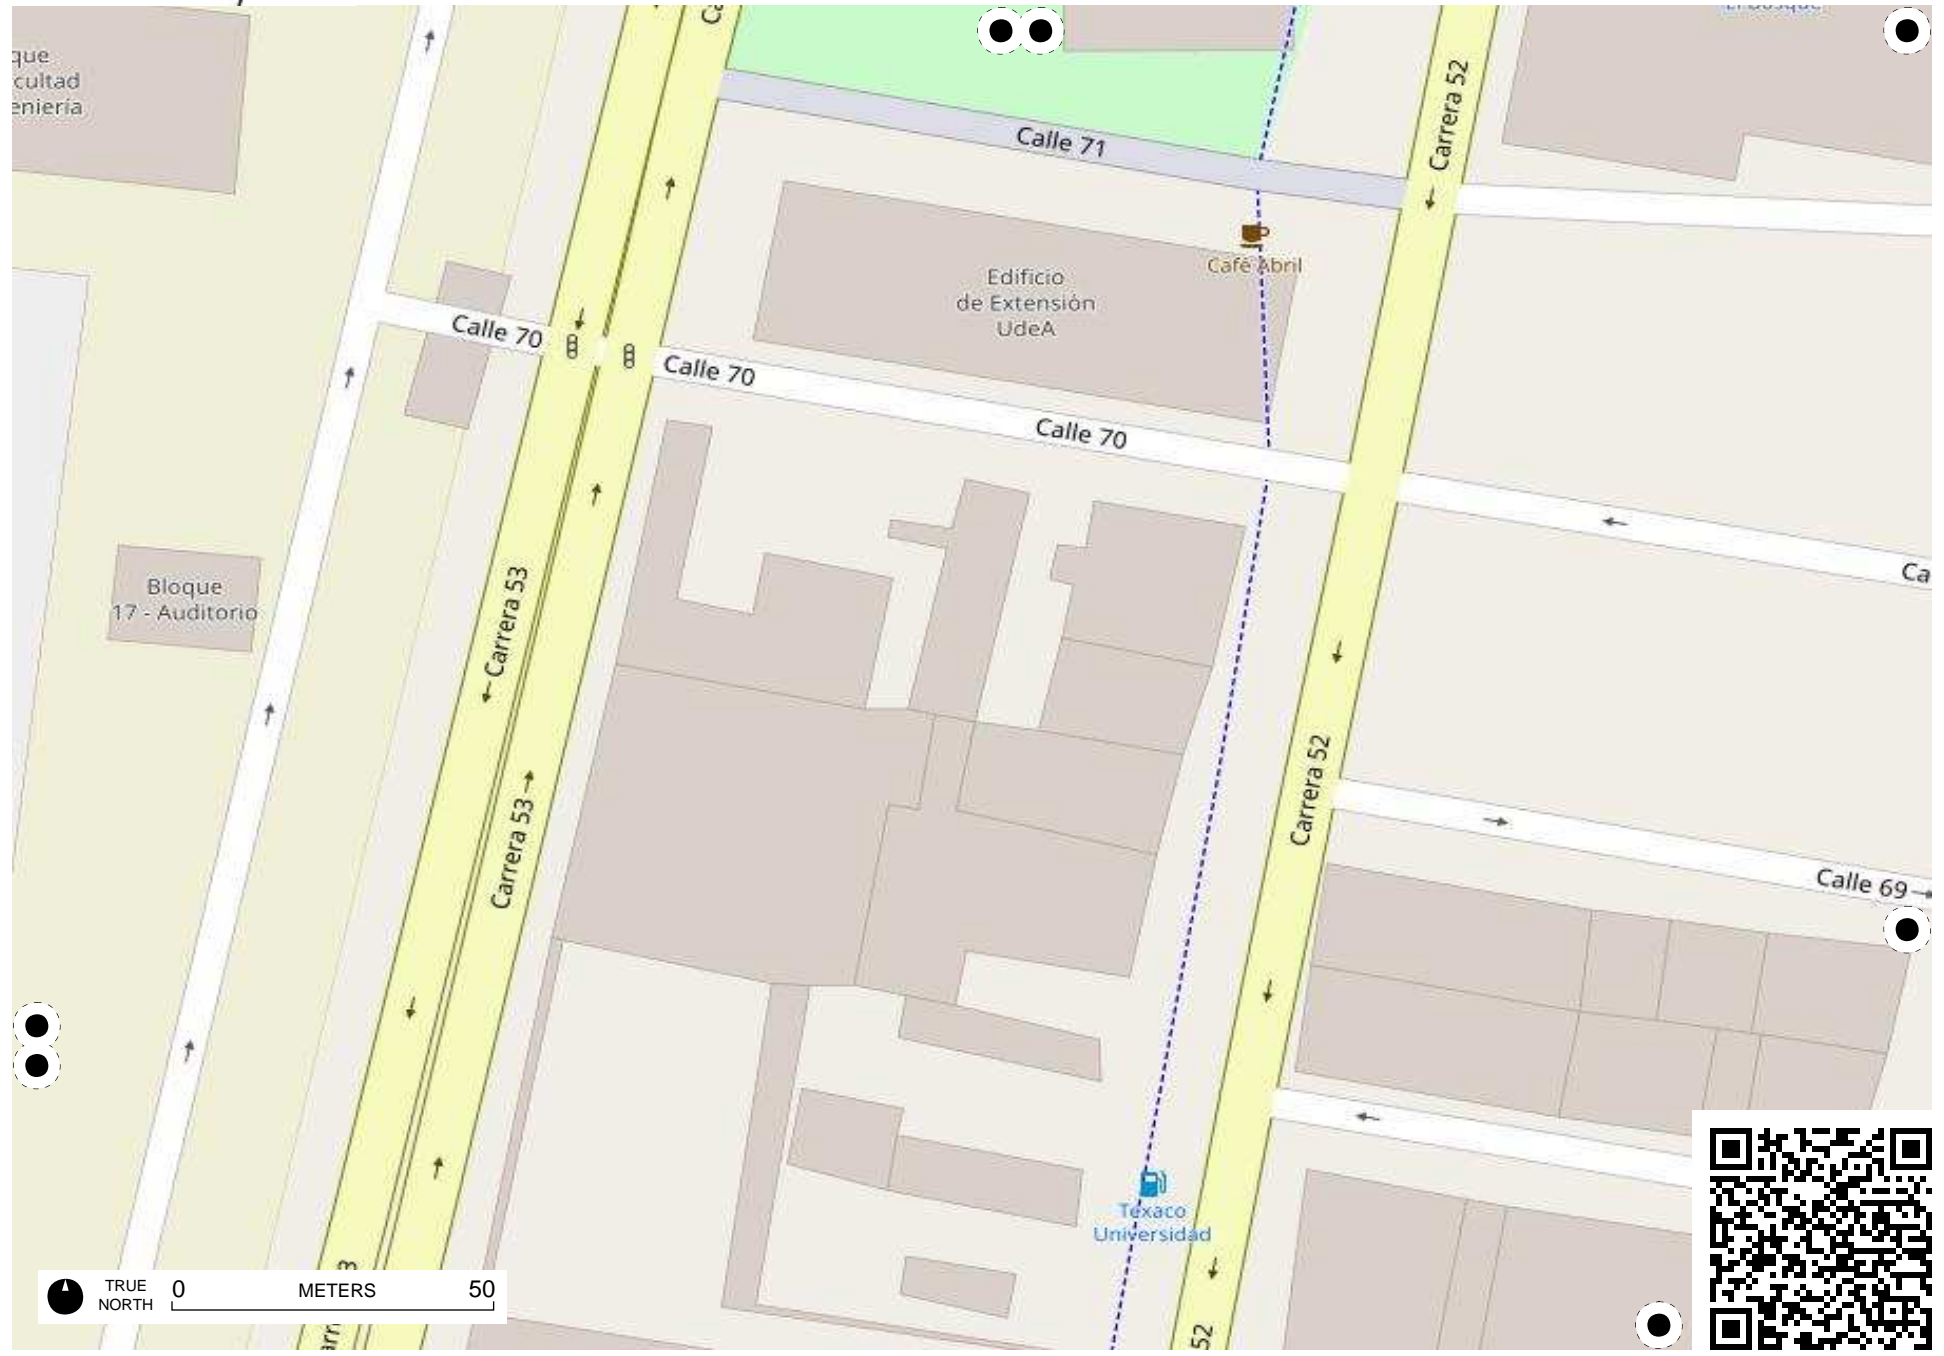 que
cultad
eniería
Carrera 52
Calle 71
Café Abril
Edificio
de Extensión
UdeA
Calle 70
Calle 70
Calle 70
Ca
Bloque
17 - Auditorio
Carrera 53
Carrera 53
Carrera 52
Calle 69
Texaco
Universidad
TRUE
NORTH
0 METERS 50
52